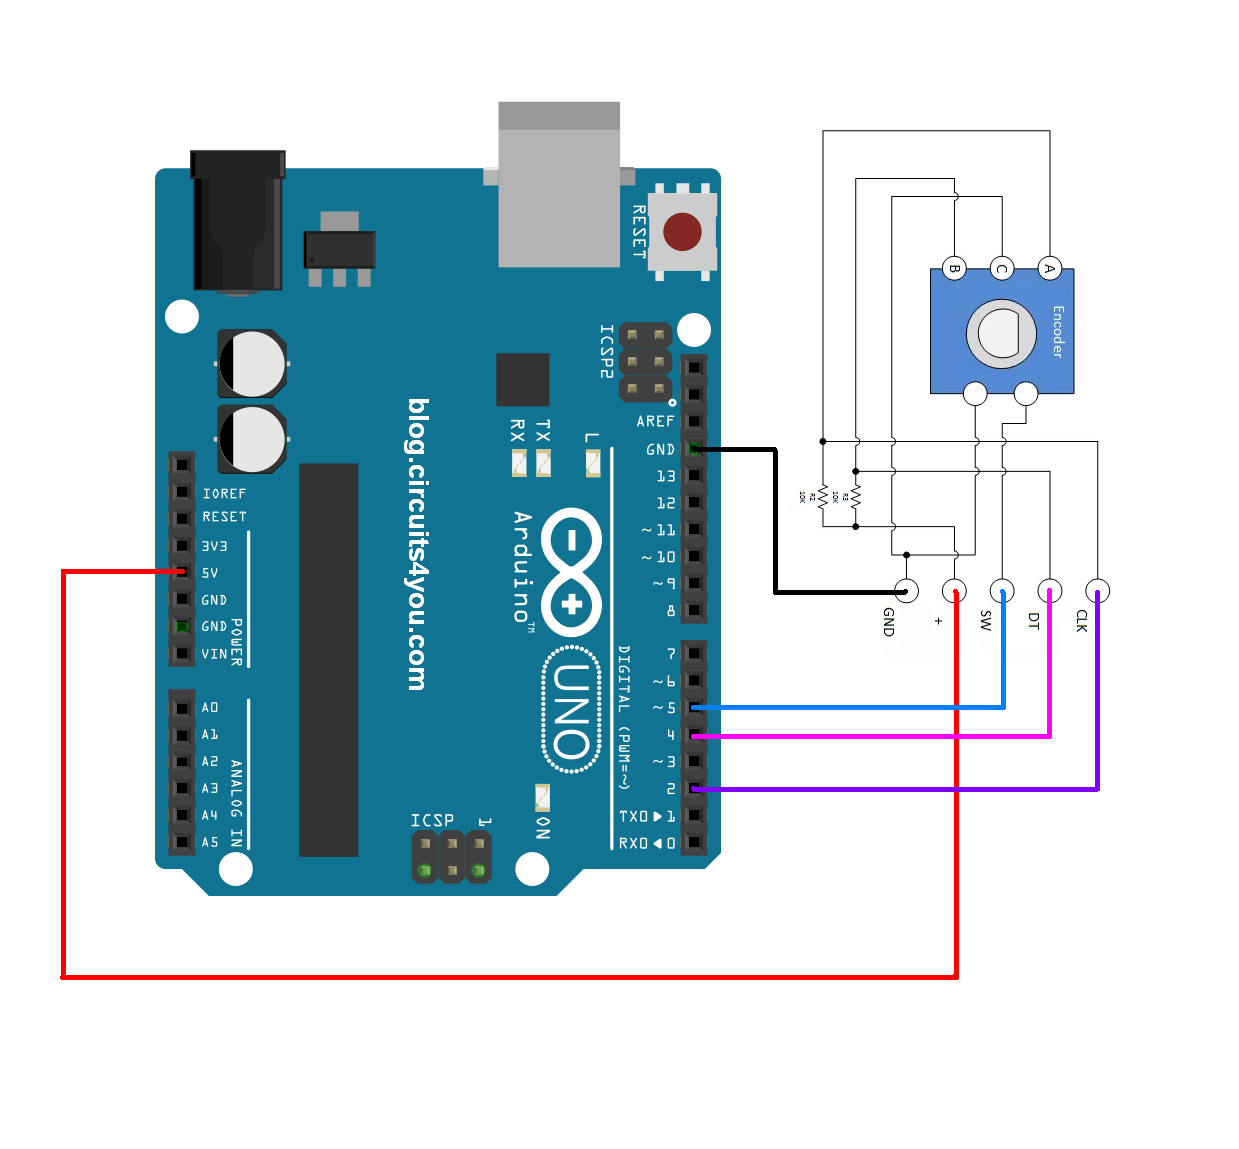 RESET
ICSP2
AREF
GND
13
12
~11
~10
~9
8
7
~6
~5
4
~3
2
TX0▶1
RX0◀0
DIGITAL (PWM=~)
RX
TX
L
Arduino™
UNO
ON
ICSP
1
blog.circuits4you.com
IOREF
RESET
3V3
5V
GND
GND
VIN
POWER
A0
A1
A2
A3
A4
A5
ANALOG IN
B
C
A
Encoder
R2
10K
R3
10K
GND
+
SW
DT
CLK